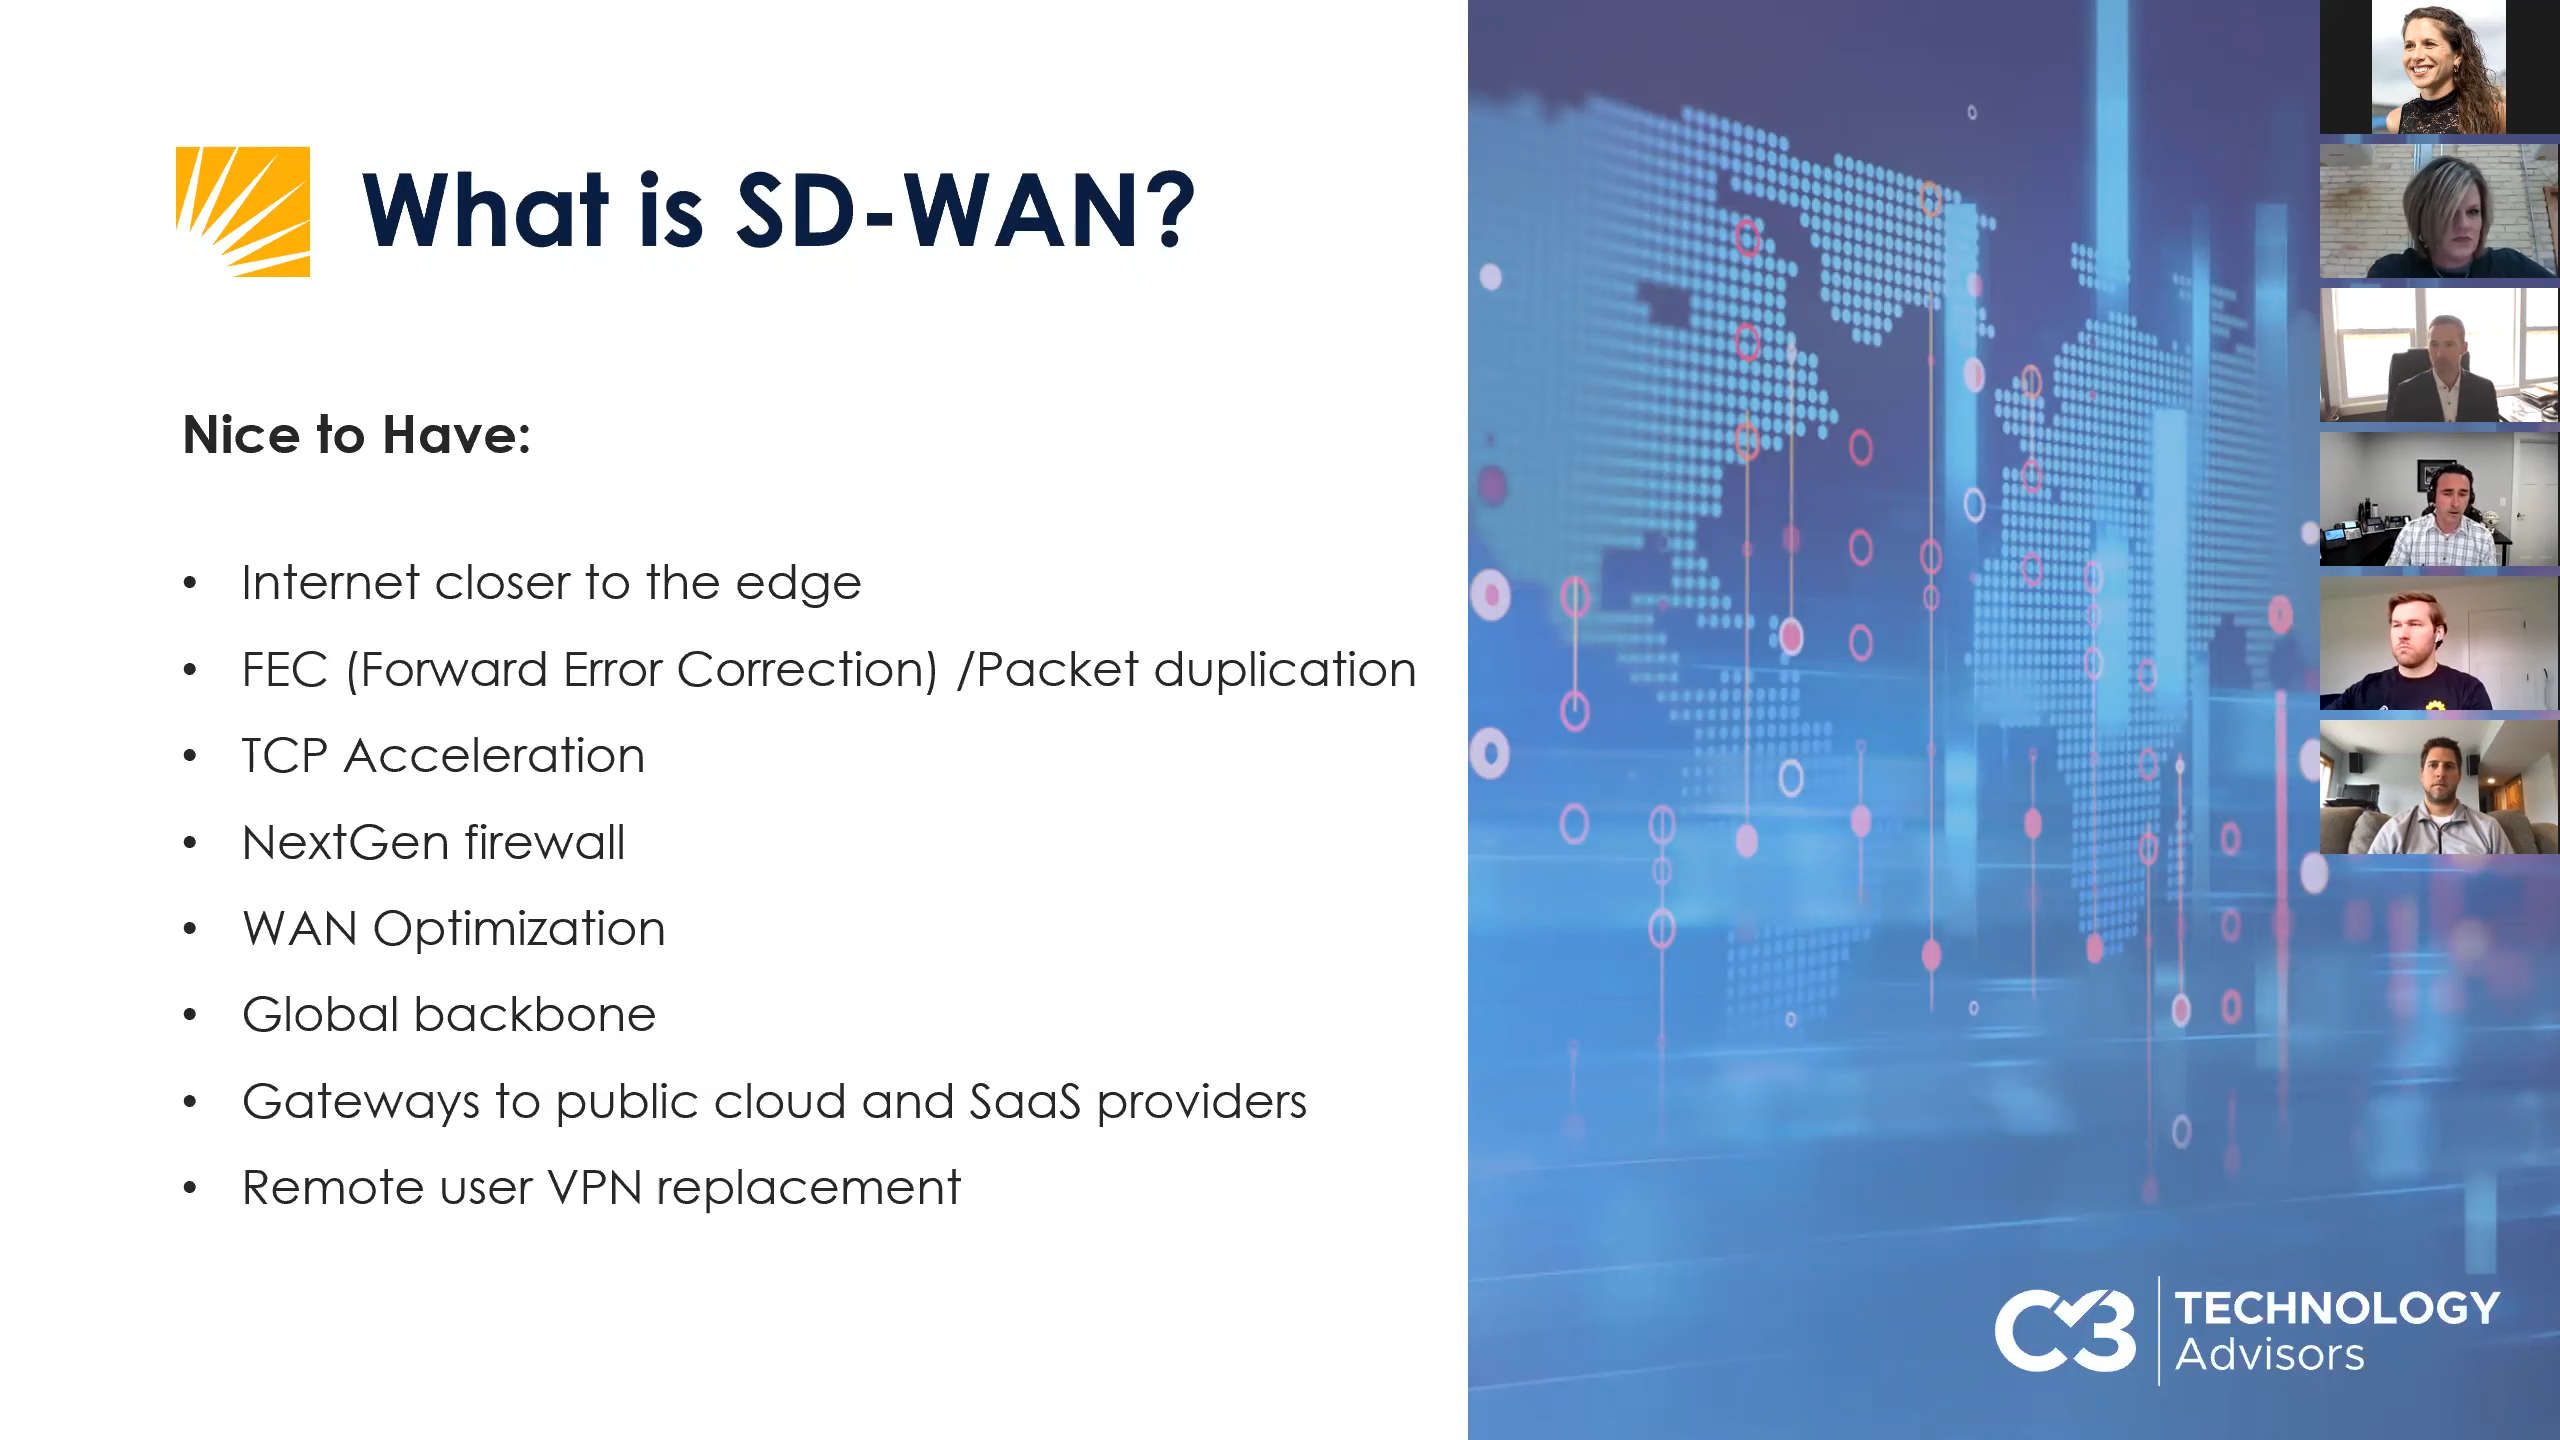 What is SD-WAN?
Nice to Have:
• Internet closer to the edge
• FEC (Forward Error Correction) /Packet duplication
• TCP Acceleration
• NextGen firewall
• WAN Optimization
• Global backbone
• Gateways to public cloud and SaaS providers
• Remote user VPN replacement
C3 TECHNOLOGY
Advisors